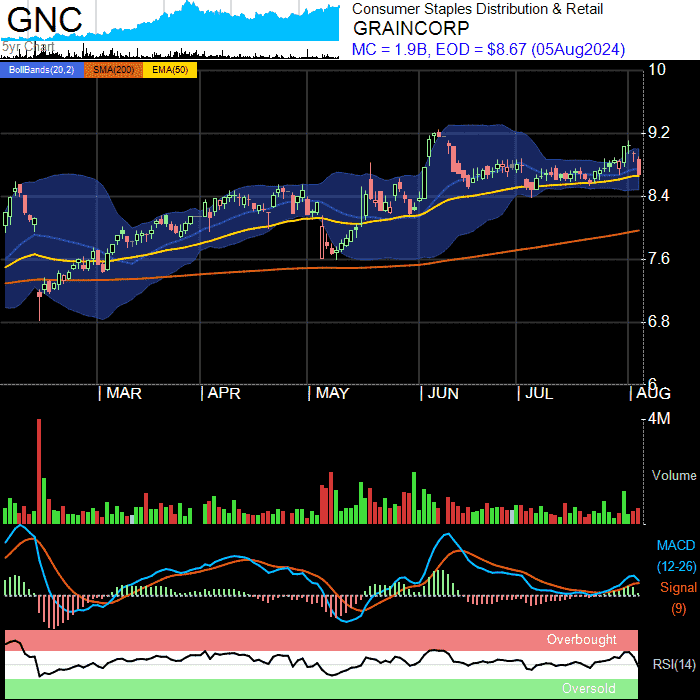 GNC
5yr Chart
Consumer Staples Distribution & Retail
GRAINCORP
MC = 1.9B, EOD = $8.67 (05Aug2024)
BollBands(20,2) SMA(200) EMA(50)
10
9.2
8.4
7.6
6.8
6
| MAR | APR | MAY | JUN | JUL | AUG
4M
Volume
MACD
(12-26)
Signal
(9)
Overbought
RSI(14)
Oversold